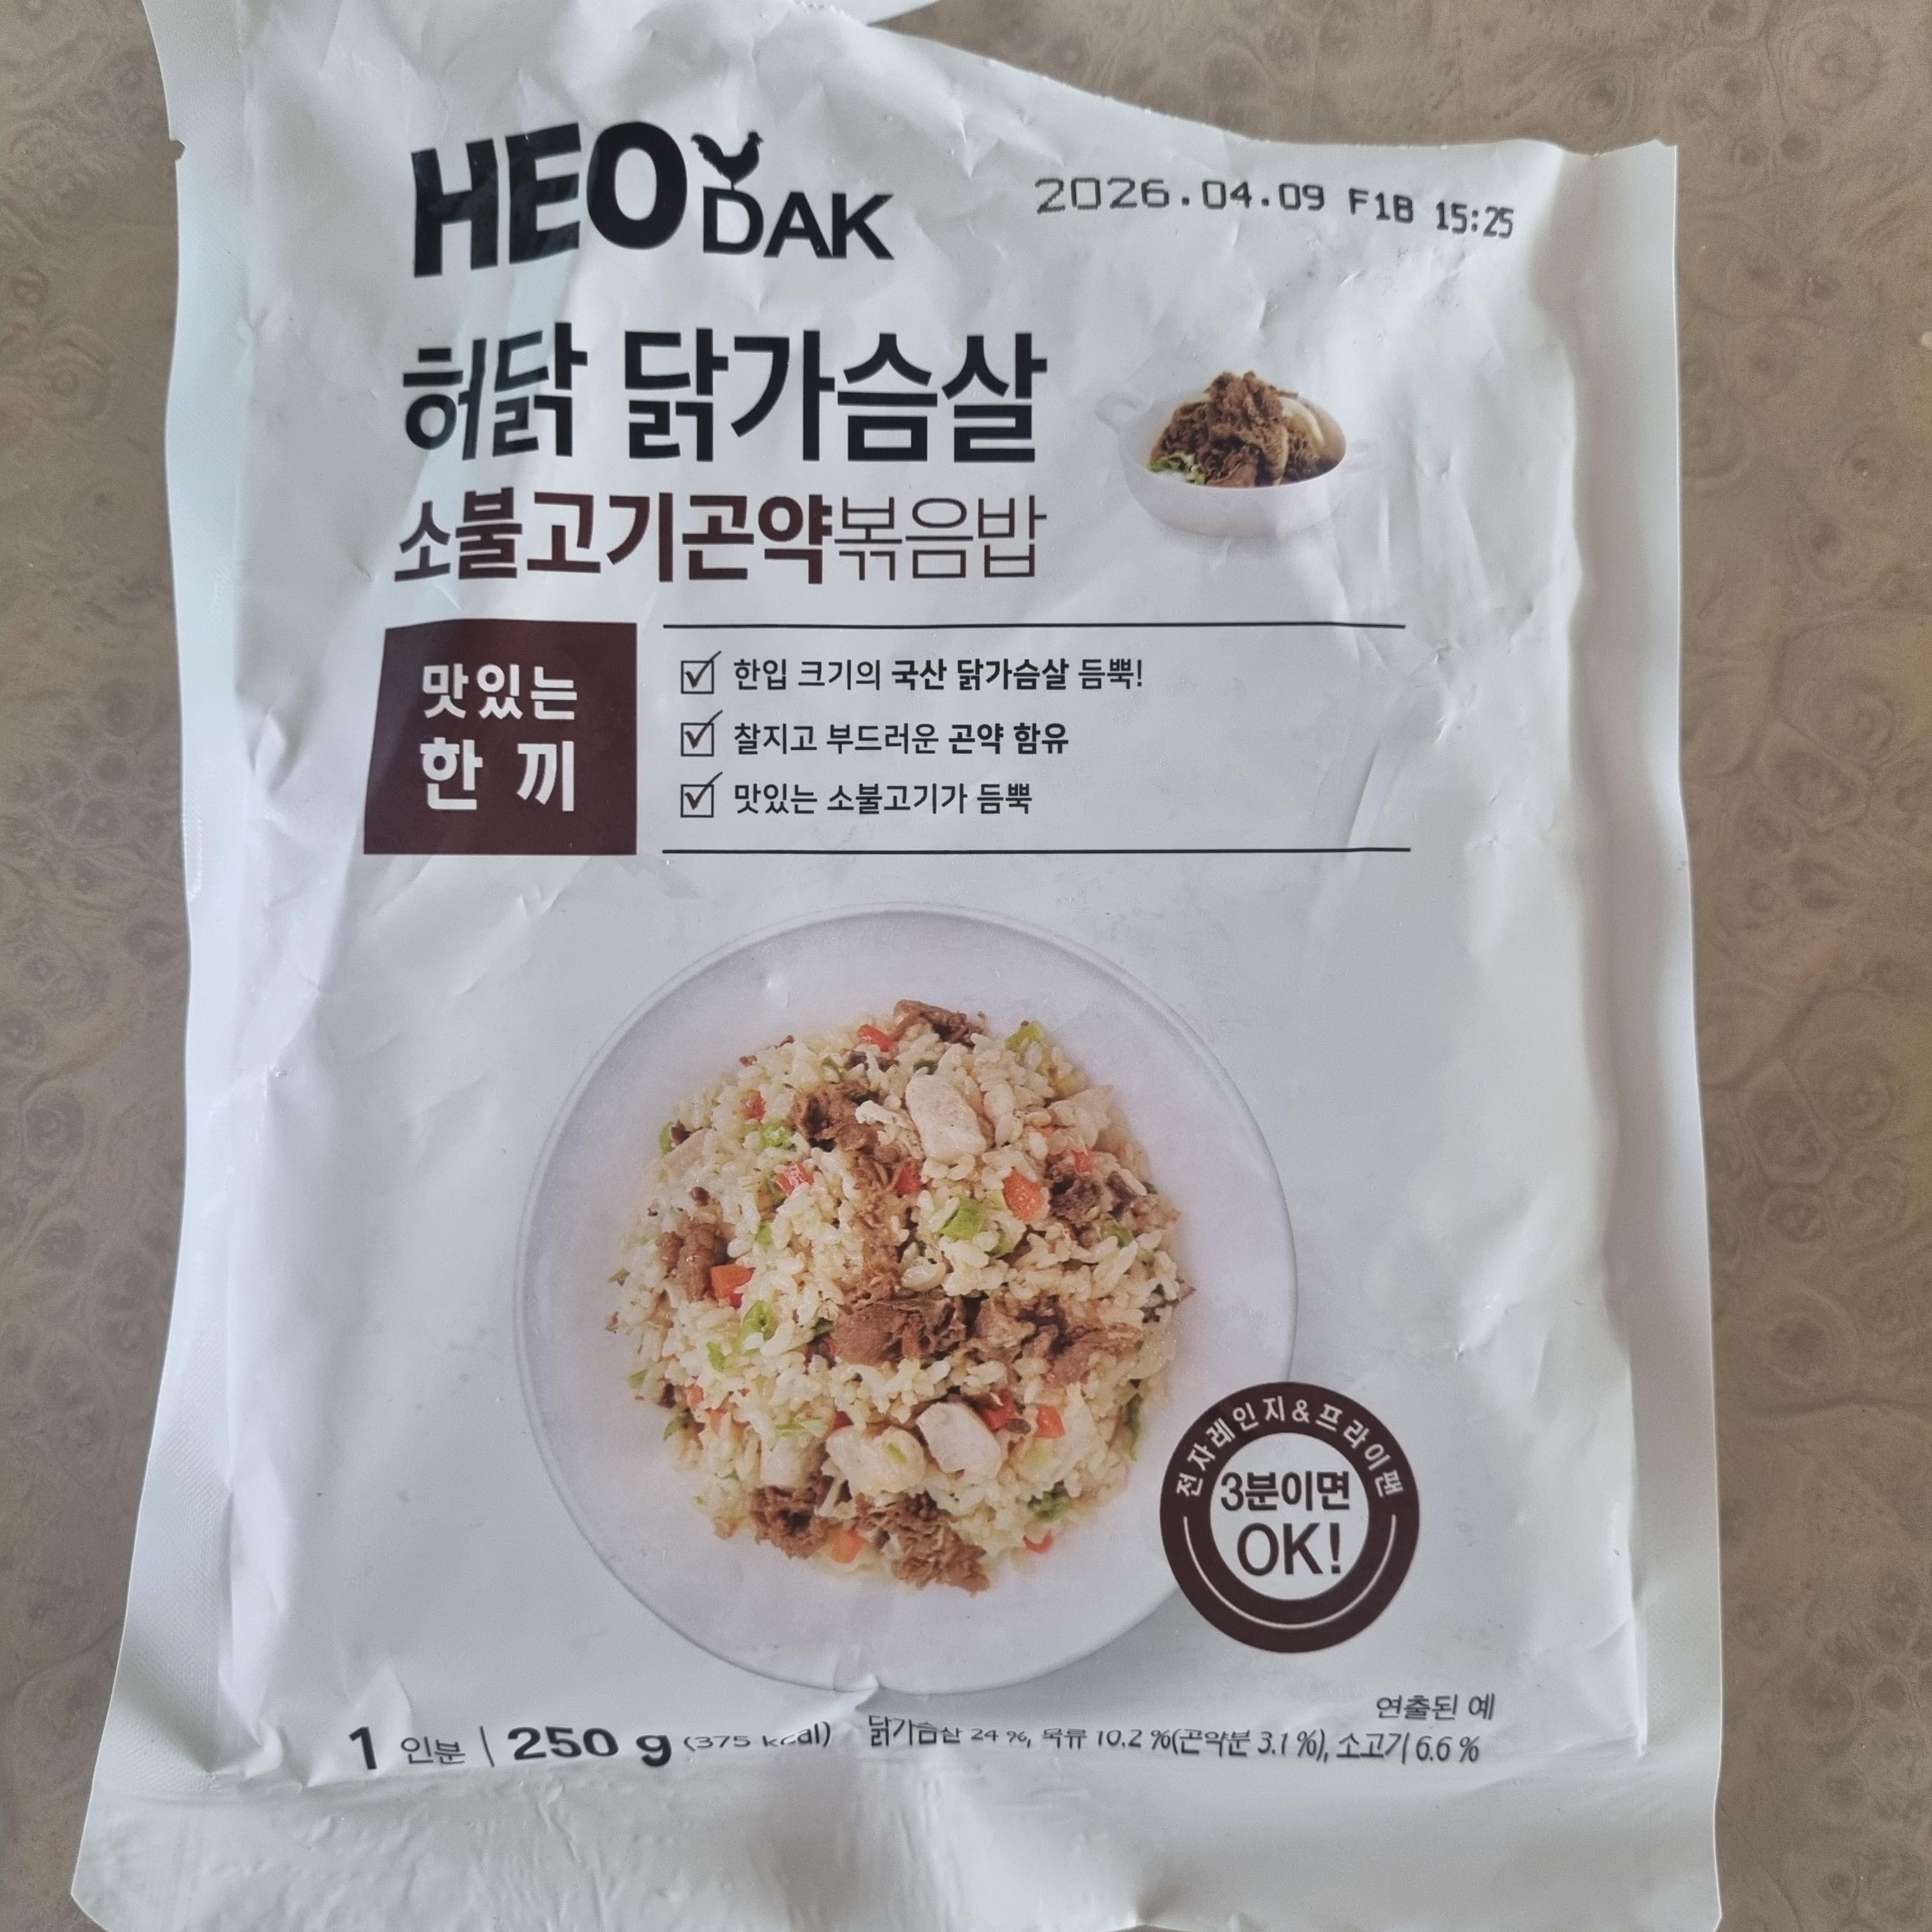 HEO DAK
2026.04.09 F1B 15:25
허닭 닭가슴살
소불고기곤약볶음밥
맛있는
한 끼
한입 크기의 국산 닭가슴살 듬뿍!
찰지고 부드러운 곤약 함유
맛있는 소불고기가 듬뿍
전자레인지&프라이팬
3분이면
OK!
연출된 예
1 인분 | 250 g (375 kcal) 닭가슴살 24 %, 묵류 10.2 %(곤약분 3.1 %), 소고기 6.6 %